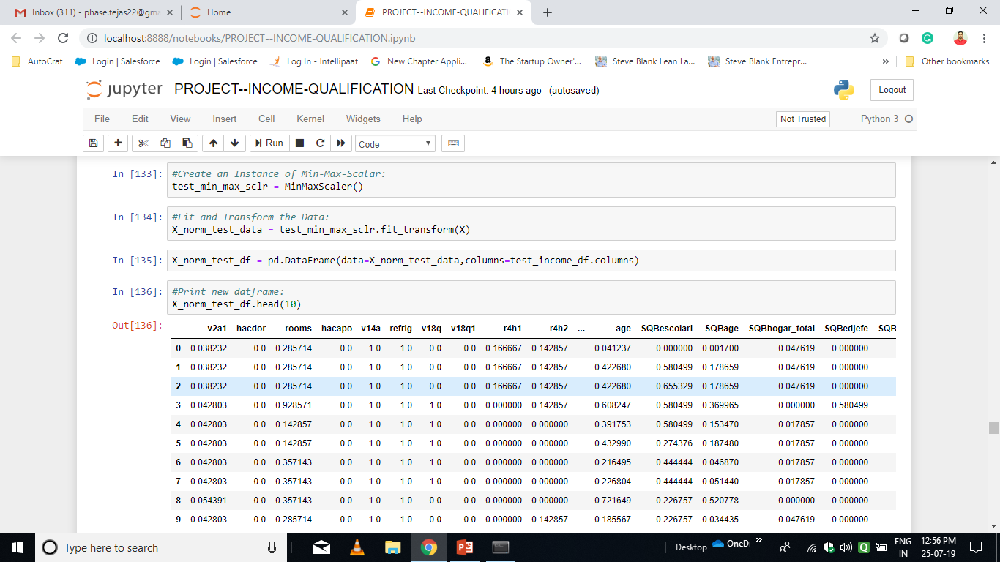 Inbox (311) - phase.tejas22@gma
Home
PROJECT--INCOME-QUALIFICATI
localhost:8888/notebooks/PROJECT--INCOME-QUALIFICATION.ipynb
AutoCrat Login | Salesforce Login | Salesforce Log In - Intellipaat New Chapter Appli... The Startup Owner'... Steve Blank Lean La... Steve Blank Entrepr... » Other bookmarks
jupyter PROJECT--INCOME-QUALIFICATION Last Checkpoint: 4 hours ago (autosaved) Logout
File Edit View Insert Cell Kernel Widgets Help Not Trusted Python 3
Run Code
In [133]: #Create an Instance of Min-Max-Scalar:
test_min_max_sclr = MinMaxScaler()
In [134]: #Fit and Transform the Data:
X_norm_test_data = test_min_max_sclr.fit_transform(X)
In [135]: X_norm_test_df = pd.DataFrame(data=X_norm_test_data,columns=test_income_df.columns)
In [136]: #Print new datframe:
X_norm_test_df.head(10)
Out[136]:
v2a1 hacdor rooms hacapo v14a refrig v18q v18q1 r4h1 r4h2 ... age SQBescolari SQBage SQBhogar_total SQBedjefe SQB
0 0.038232 0.0 0.285714 0.0 1.0 1.0 0.0 0.0 0.166667 0.142857 ... 0.041237 0.000000 0.001700 0.047619 0.000000
1 0.038232 0.0 0.285714 0.0 1.0 1.0 0.0 0.0 0.166667 0.142857 ... 0.422680 0.580499 0.178659 0.047619 0.000000
2 0.038232 0.0 0.285714 0.0 1.0 1.0 0.0 0.0 0.166667 0.142857 ... 0.422680 0.655329 0.178659 0.047619 0.000000
3 0.042803 0.0 0.928571 0.0 1.0 1.0 1.0 0.0 0.000000 0.142857 ... 0.608247 0.580499 0.369965 0.000000 0.580499
4 0.042803 0.0 0.142857 0.0 1.0 1.0 1.0 0.0 0.000000 0.000000 ... 0.391753 0.580499 0.153470 0.017857 0.000000
5 0.042803 0.0 0.142857 0.0 1.0 1.0 1.0 0.0 0.000000 0.000000 ... 0.432990 0.274376 0.187480 0.017857 0.000000
6 0.042803 0.0 0.357143 0.0 1.0 1.0 1.0 0.0 0.000000 0.000000 ... 0.216495 0.444444 0.046870 0.017857 0.000000
7 0.042803 0.0 0.357143 0.0 1.0 1.0 1.0 0.0 0.000000 0.000000 ... 0.226804 0.444444 0.051440 0.017857 0.000000
8 0.054391 0.0 0.357143 0.0 1.0 1.0 0.0 0.0 0.000000 0.000000 ... 0.721649 0.226757 0.520778 0.000000 0.000000
9 0.042803 0.0 0.285714 0.0 1.0 1.0 0.0 0.0 0.000000 0.142857 ... 0.185567 0.226757 0.034435 0.047619 0.000000
Type here to search Desktop OneDr » ENG 12:56 PM
IN 25-07-19